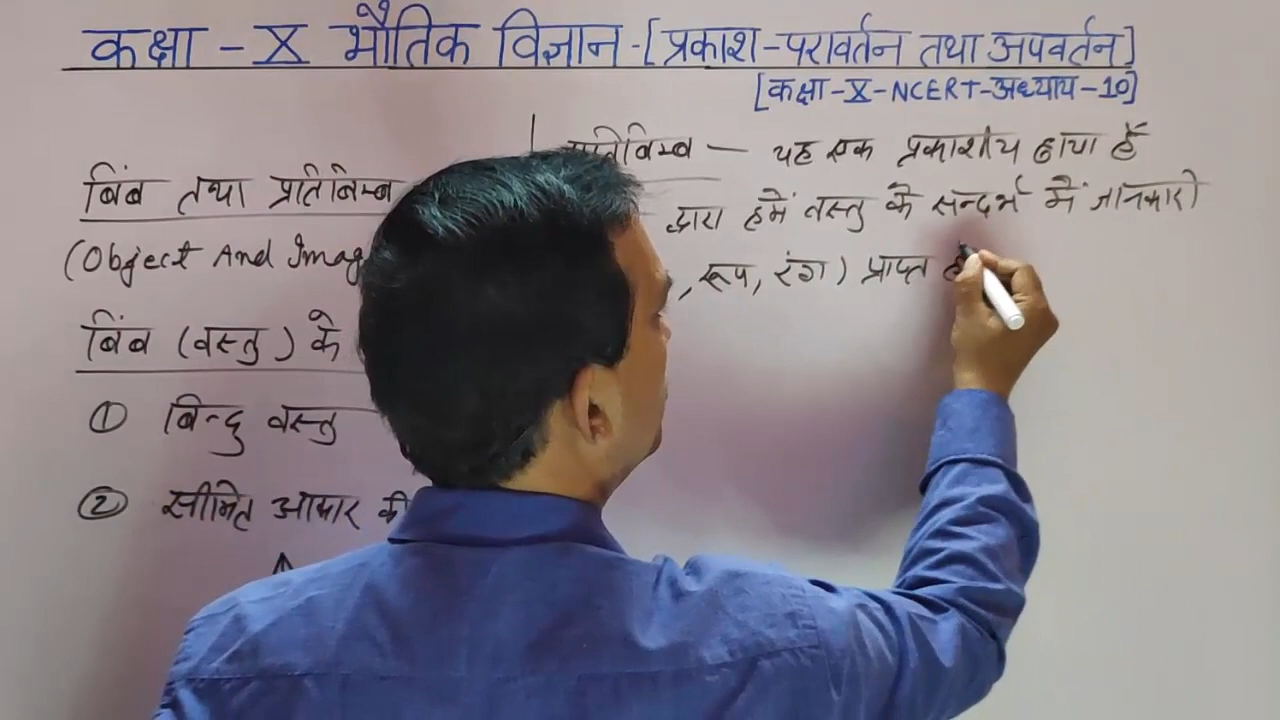 कक्षा - X भौतिक विज्ञान - [प्रकाश - परावर्तन तथा अपवर्तन]
[कक्षा - X - NCERT - अध्याय - 10]
बिंब तथा प्रतिबिम्ब
(Object And Imag
बिंब (वस्तु) के
① बिन्दु वस्तु
② सीमित आकार की
प्रतिबिम्ब — यह एक प्रकाशीय छाया है
द्वारा हमें वस्तु के सन्दर्भ में जानकारी
, रूप, रंग) प्राप्त